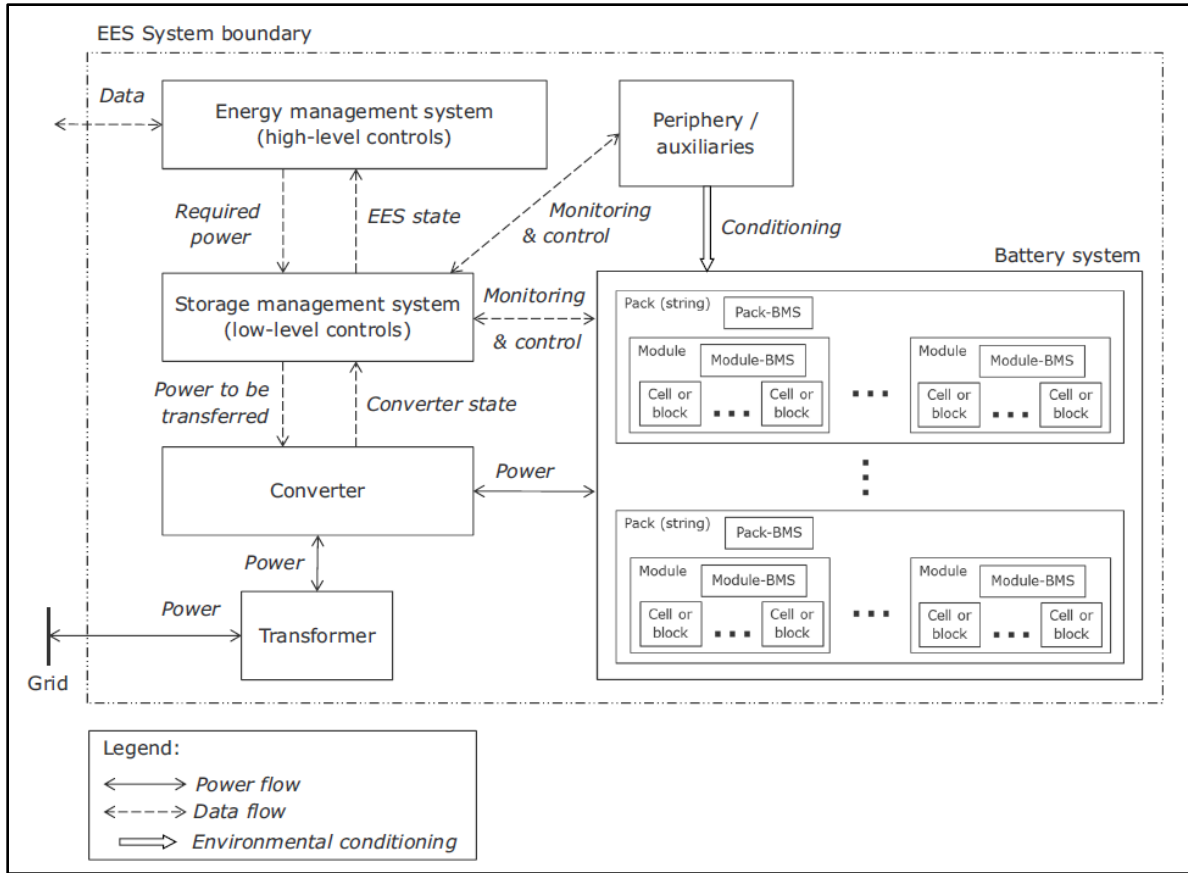 EES System boundary
Data
Energy management system
(high-level controls)
Periphery /
auxiliaries
Required
power
EES state
Monitoring
& control
Conditioning
Battery system
Storage management system
(low-level controls)
Monitoring
& control
Pack (string)
Pack-BMS
Module
Module-BMS
Cell or
block
Cell or
block
Module
Module-BMS
Cell or
block
Cell or
block
Power to be
transferred
Converter state
Converter
Power
Pack (string)
Pack-BMS
Module
Module-BMS
Cell or
block
Cell or
block
Module
Module-BMS
Cell or
block
Cell or
block
Power
Power
Transformer
Grid
Legend:
Power flow
Data flow
Environmental conditioning